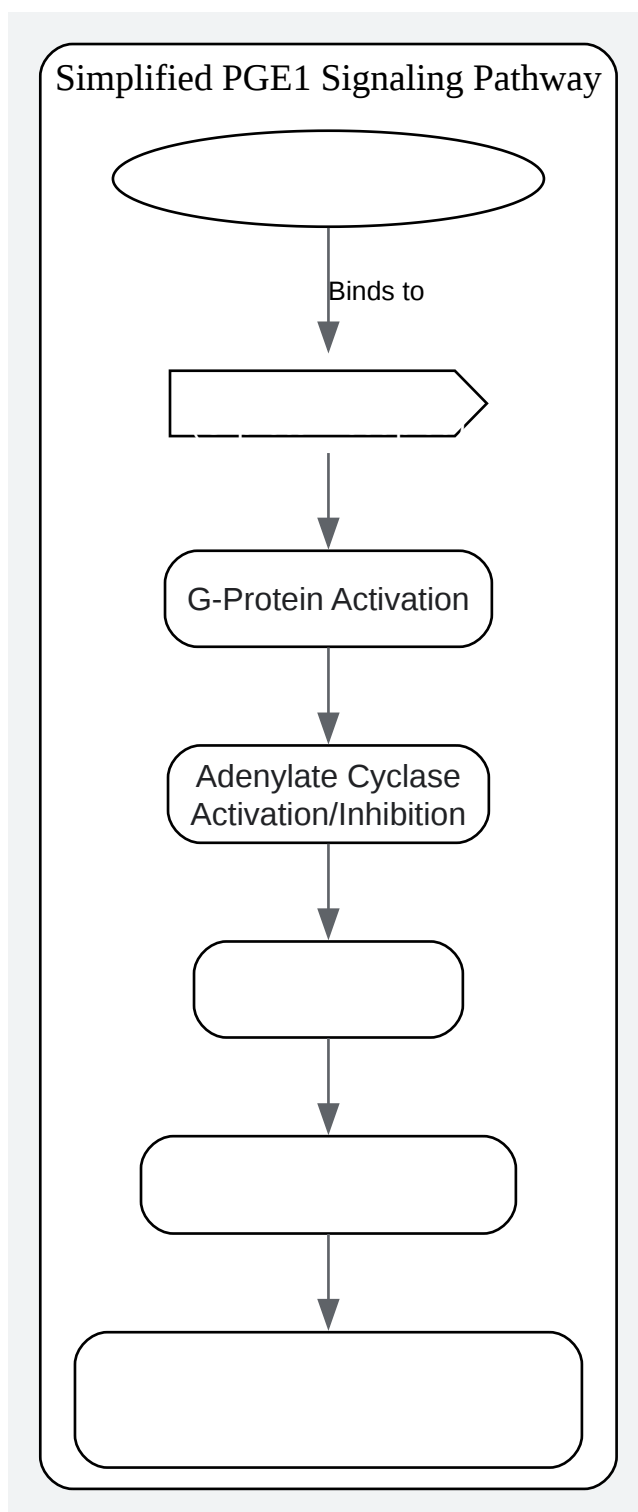 Simplified PGE1 Signaling Pathway
Binds to
G-Protein Activation
Adenylate Cyclase
Activation/Inhibition